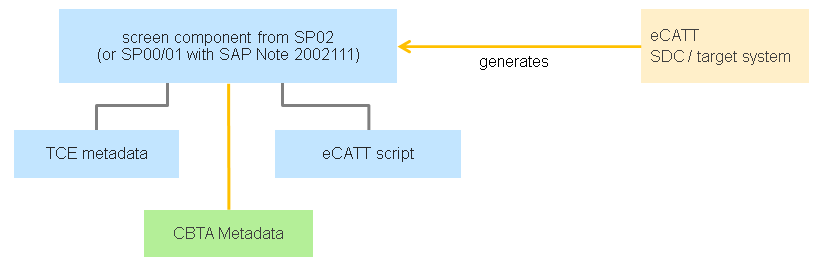 screen component from SP02
(or SP00/01 with SAP Note 2002111)
eCATT
SDC / target system
generates
TCE metadata
eCATT script
CBTA Metadata